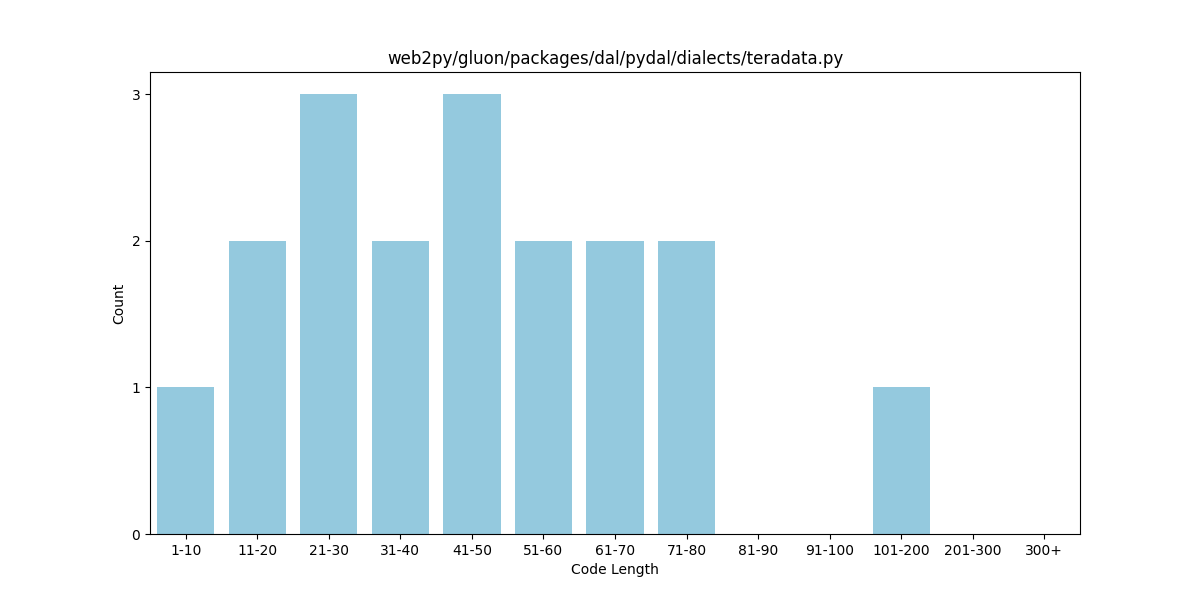 web2py/gluon/packages/dal/pydal/dialects/teradata.py
3
2
1
0
Count
1-10 11-20 21-30 31-40 41-50 51-60 61-70 71-80 81-90 91-100 101-200 201-300 300+
Code Length